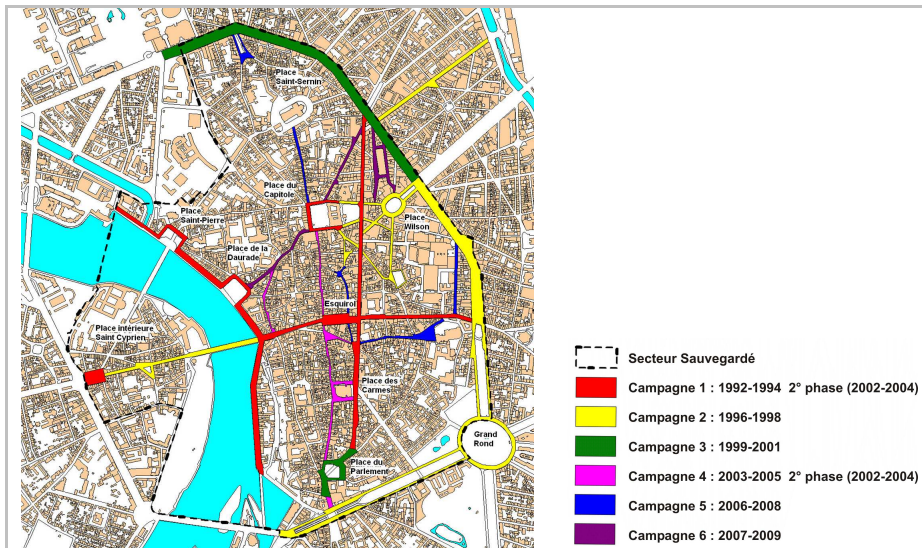 Place
Saint-Sernin
Place du
Capitole
Place
Saint-Pierre
Place
Wilson
Place de la
Daurade
Esquirol
Place intérieure
Saint Cyprien
Place des
Carmes
Grand
Rond
Place du
Parlement
Secteur Sauvegardé
Campagne 1 : 1992-1994 2° phase (2002-2004)
Campagne 2 : 1996-1998
Campagne 3 : 1999-2001
Campagne 4 : 2003-2005 2° phase (2002-2004)
Campagne 5 : 2006-2008
Campagne 6 : 2007-2009